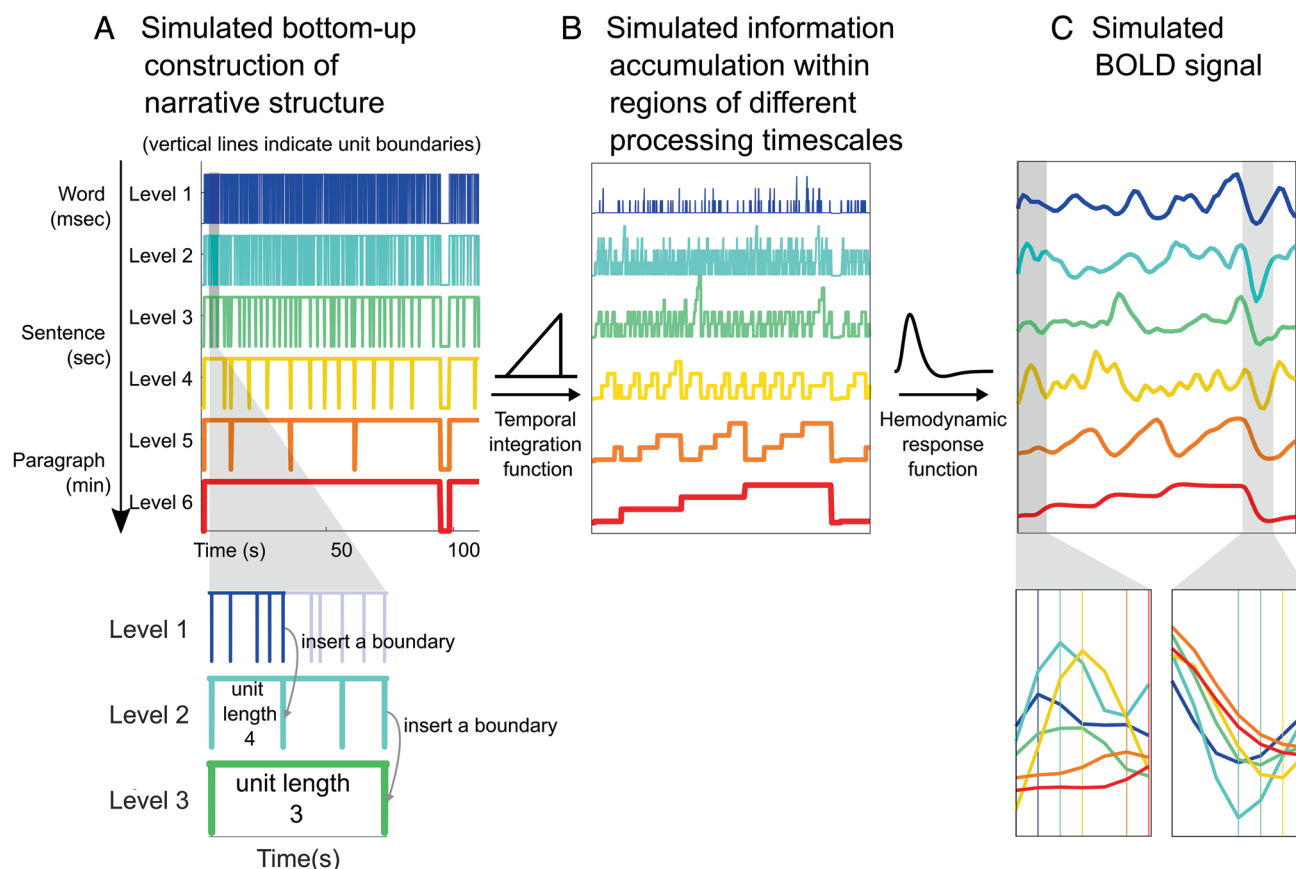 A Simulated bottom-up
construction of
narrative structure
(vertical lines indicate unit boundaries)
Word
(msec)
Sentence
(sec)
Paragraph
(min)
Level 1
Level 2
Level 3
Level 4
Level 5
Level 6
Time (s)
50
100
Level 1
insert a boundary
Level 2
unit
length
4
insert a boundary
Level 3
unit length
3
Time(s)
Temporal
integration
function
B Simulated information
accumulation within
regions of different
processing timescales
Hemodynamic
response
function
C Simulated
BOLD signal